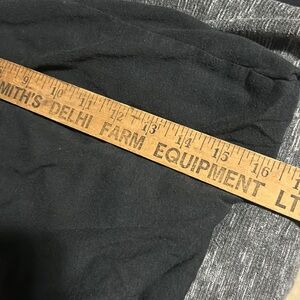 9 10 11 12 13 14 15 16
MITH'S DELHI FARM EQUIPMENT LT